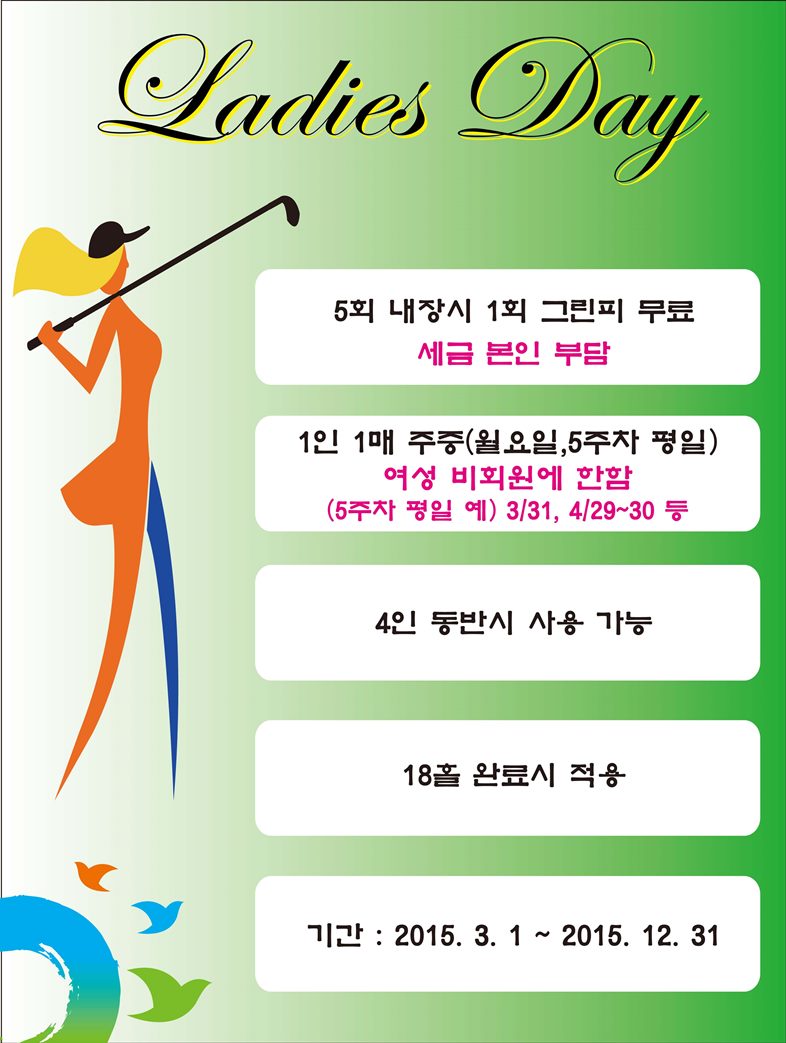 Ladies Day
5회 내장시 1회 그린피 무료
세금 본인 부담
1인 1매 주중(월요일,5주차 평일)
여성 비회원에 한함
(5주차 평일 예) 3/31, 4/29~30 등
4인 동반시 사용 가능
18홀 완료시 적용
기간 : 2015. 3. 1 ~ 2015. 12. 31